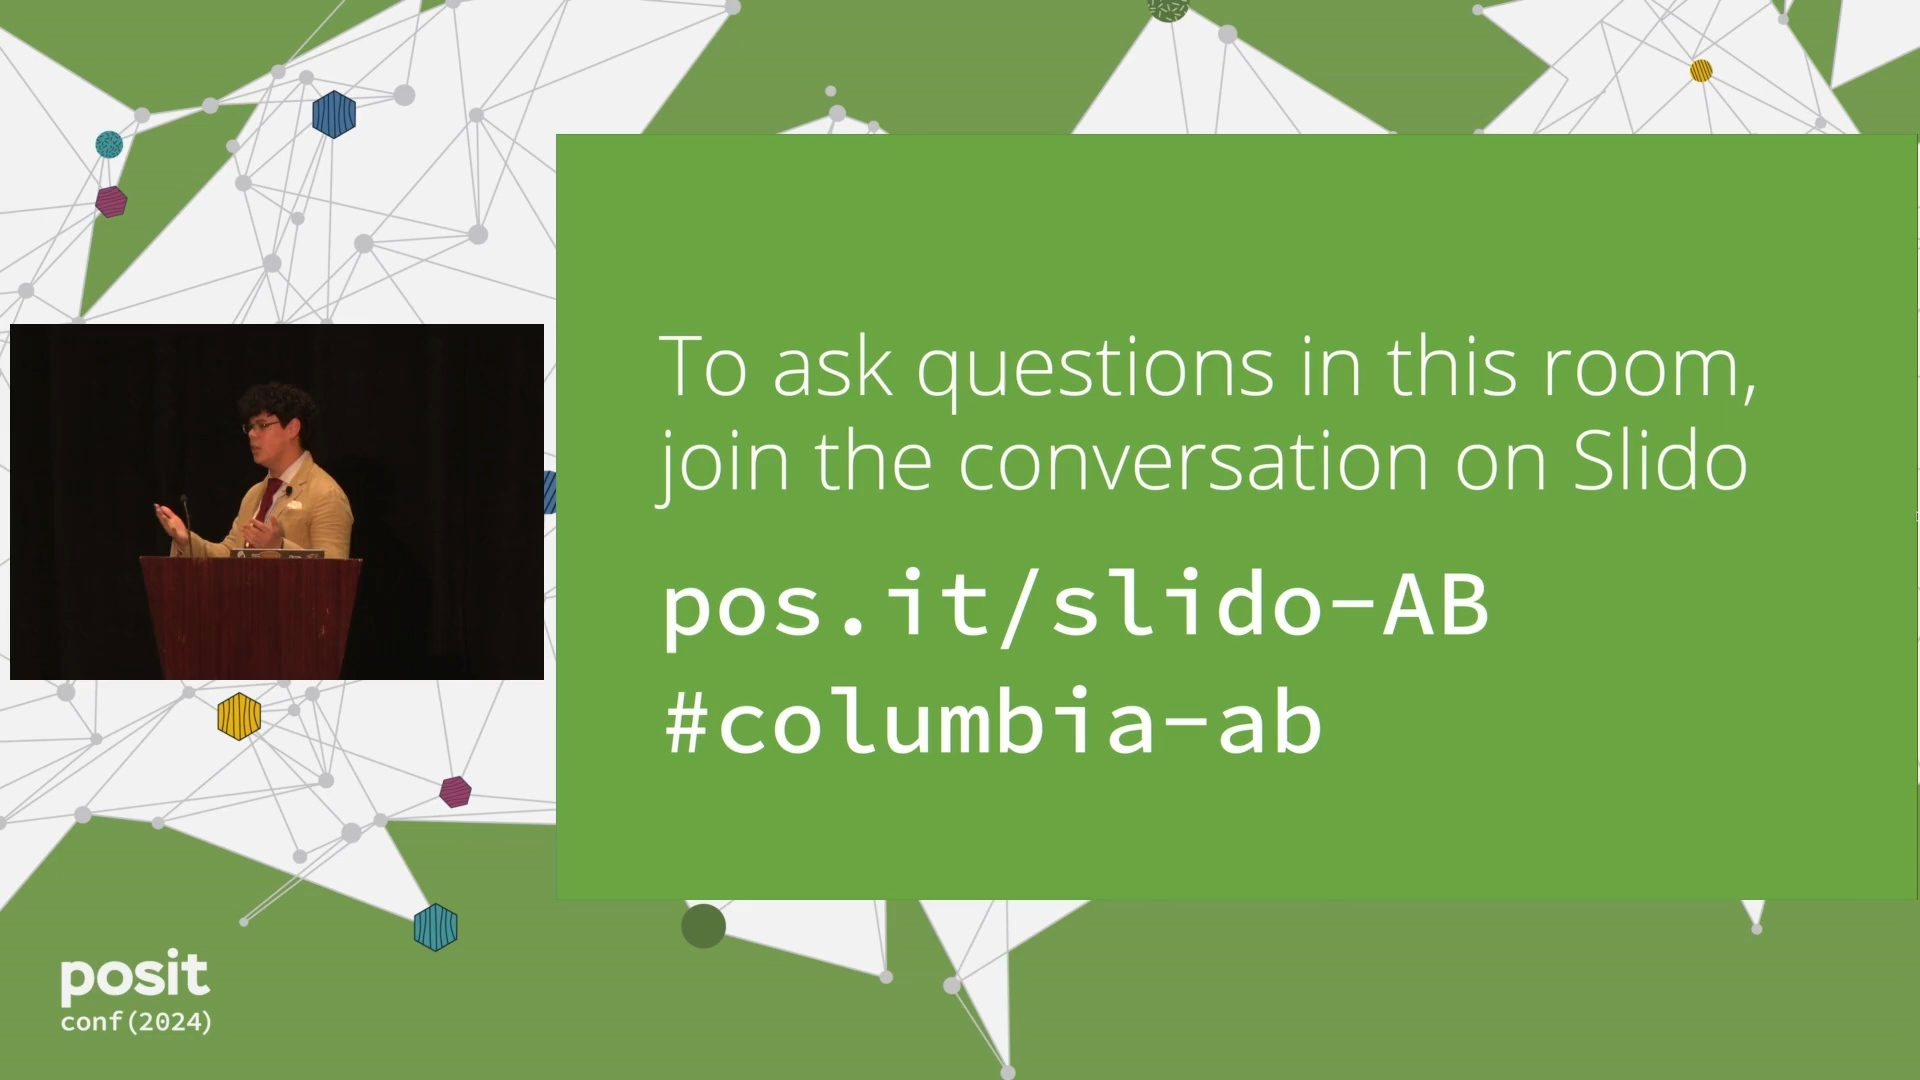 To ask questions in this room,
join the conversation on Slido
pos.it/slido-AB
#columbia-ab
posit
conf(2024)